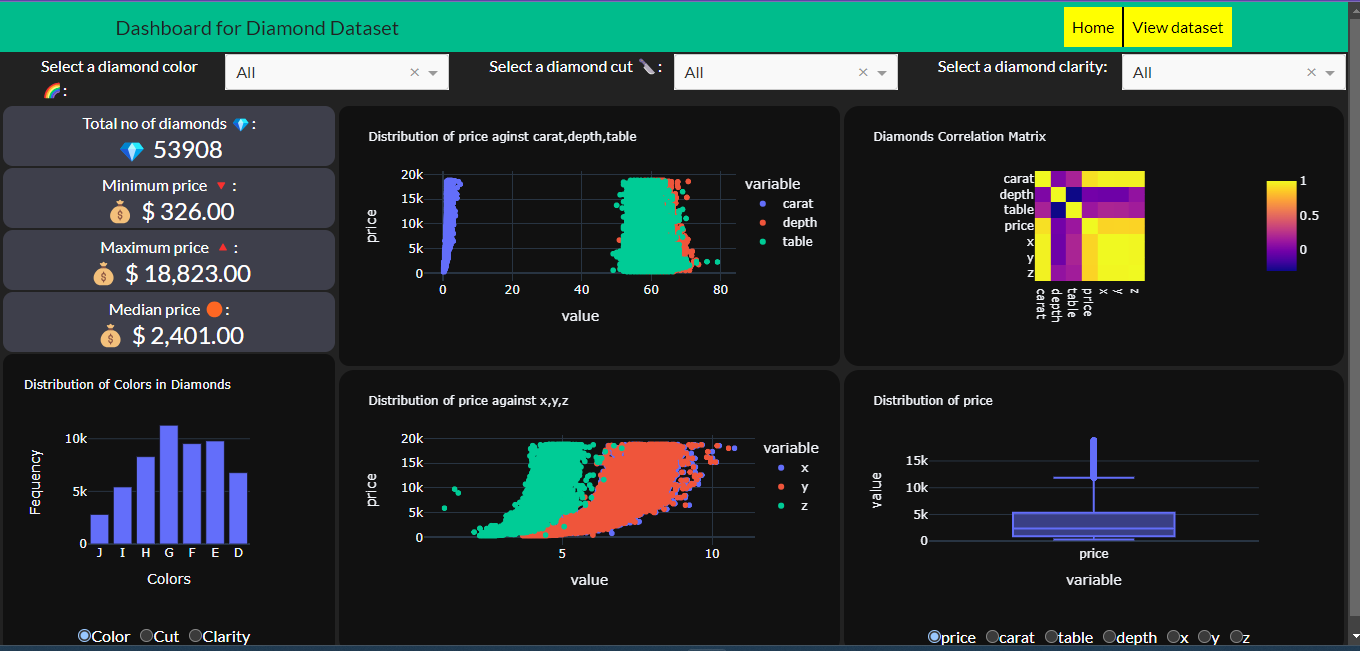 Dashboard for Diamond Dataset
Home
View dataset
Select a diamond color
🌈:
All
Select a diamond cut 🔪:
All
Select a diamond clarity:
All
Total no of diamonds 💎:
💎 53908
Minimum price 🔻:
💰 $ 326.00
Maximum price 🔺:
💰 $ 18,823.00
Median price 🟠:
💰 $ 2,401.00
Distribution of price aginst carat,depth,table
20k
15k
10k
5k
0
price
0 20 40 60 80
value
variable
carat
depth
table
Diamonds Correlation Matrix
carat
depth
table
price
x
y
z
carat depth table price x y z
1
0.5
0
Distribution of Colors in Diamonds
10k
5k
0
Fequency
J I H G F E D
Colors
Color Cut Clarity
Distribution of price against x,y,z
20k
15k
10k
5k
0
price
5 10
value
variable
x
y
z
Distribution of price
15k
10k
5k
0
value
price
variable
price carat table depth x y z